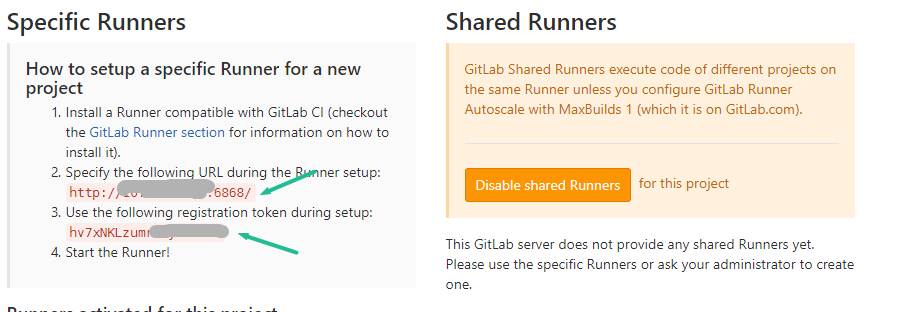 Specific Runners
How to setup a specific Runner for a new
project
1. Install a Runner compatible with GitLab CI (checkout
the GitLab Runner section for information on how to
install it).
2. Specify the following URL during the Runner setup:
http:// .6868/
3. Use the following registration token during setup:
hv7xNKLzum
4. Start the Runner!
Runners activated for this project
Shared Runners
GitLab Shared Runners execute code of different projects on
the same Runner unless you configure GitLab Runner
Autoscale with MaxBuilds 1 (which it is on GitLab.com).
Disable shared Runners for this project
This GitLab server does not provide any shared Runners yet.
Please use the specific Runners or ask your administrator to create
one.